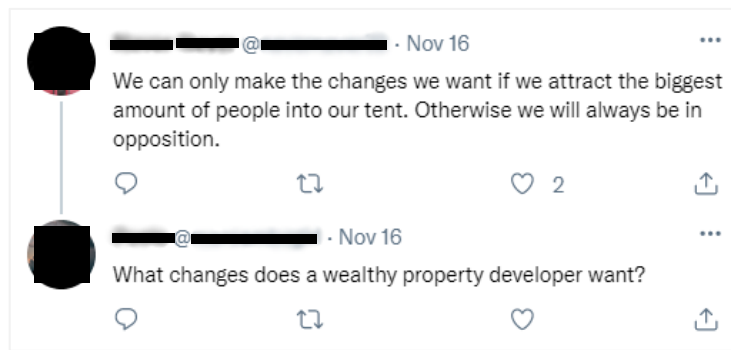 @ · Nov 16
We can only make the changes we want if we attract the biggest
amount of people into our tent. Otherwise we will always be in
opposition.
2
@ · Nov 16
What changes does a wealthy property developer want?